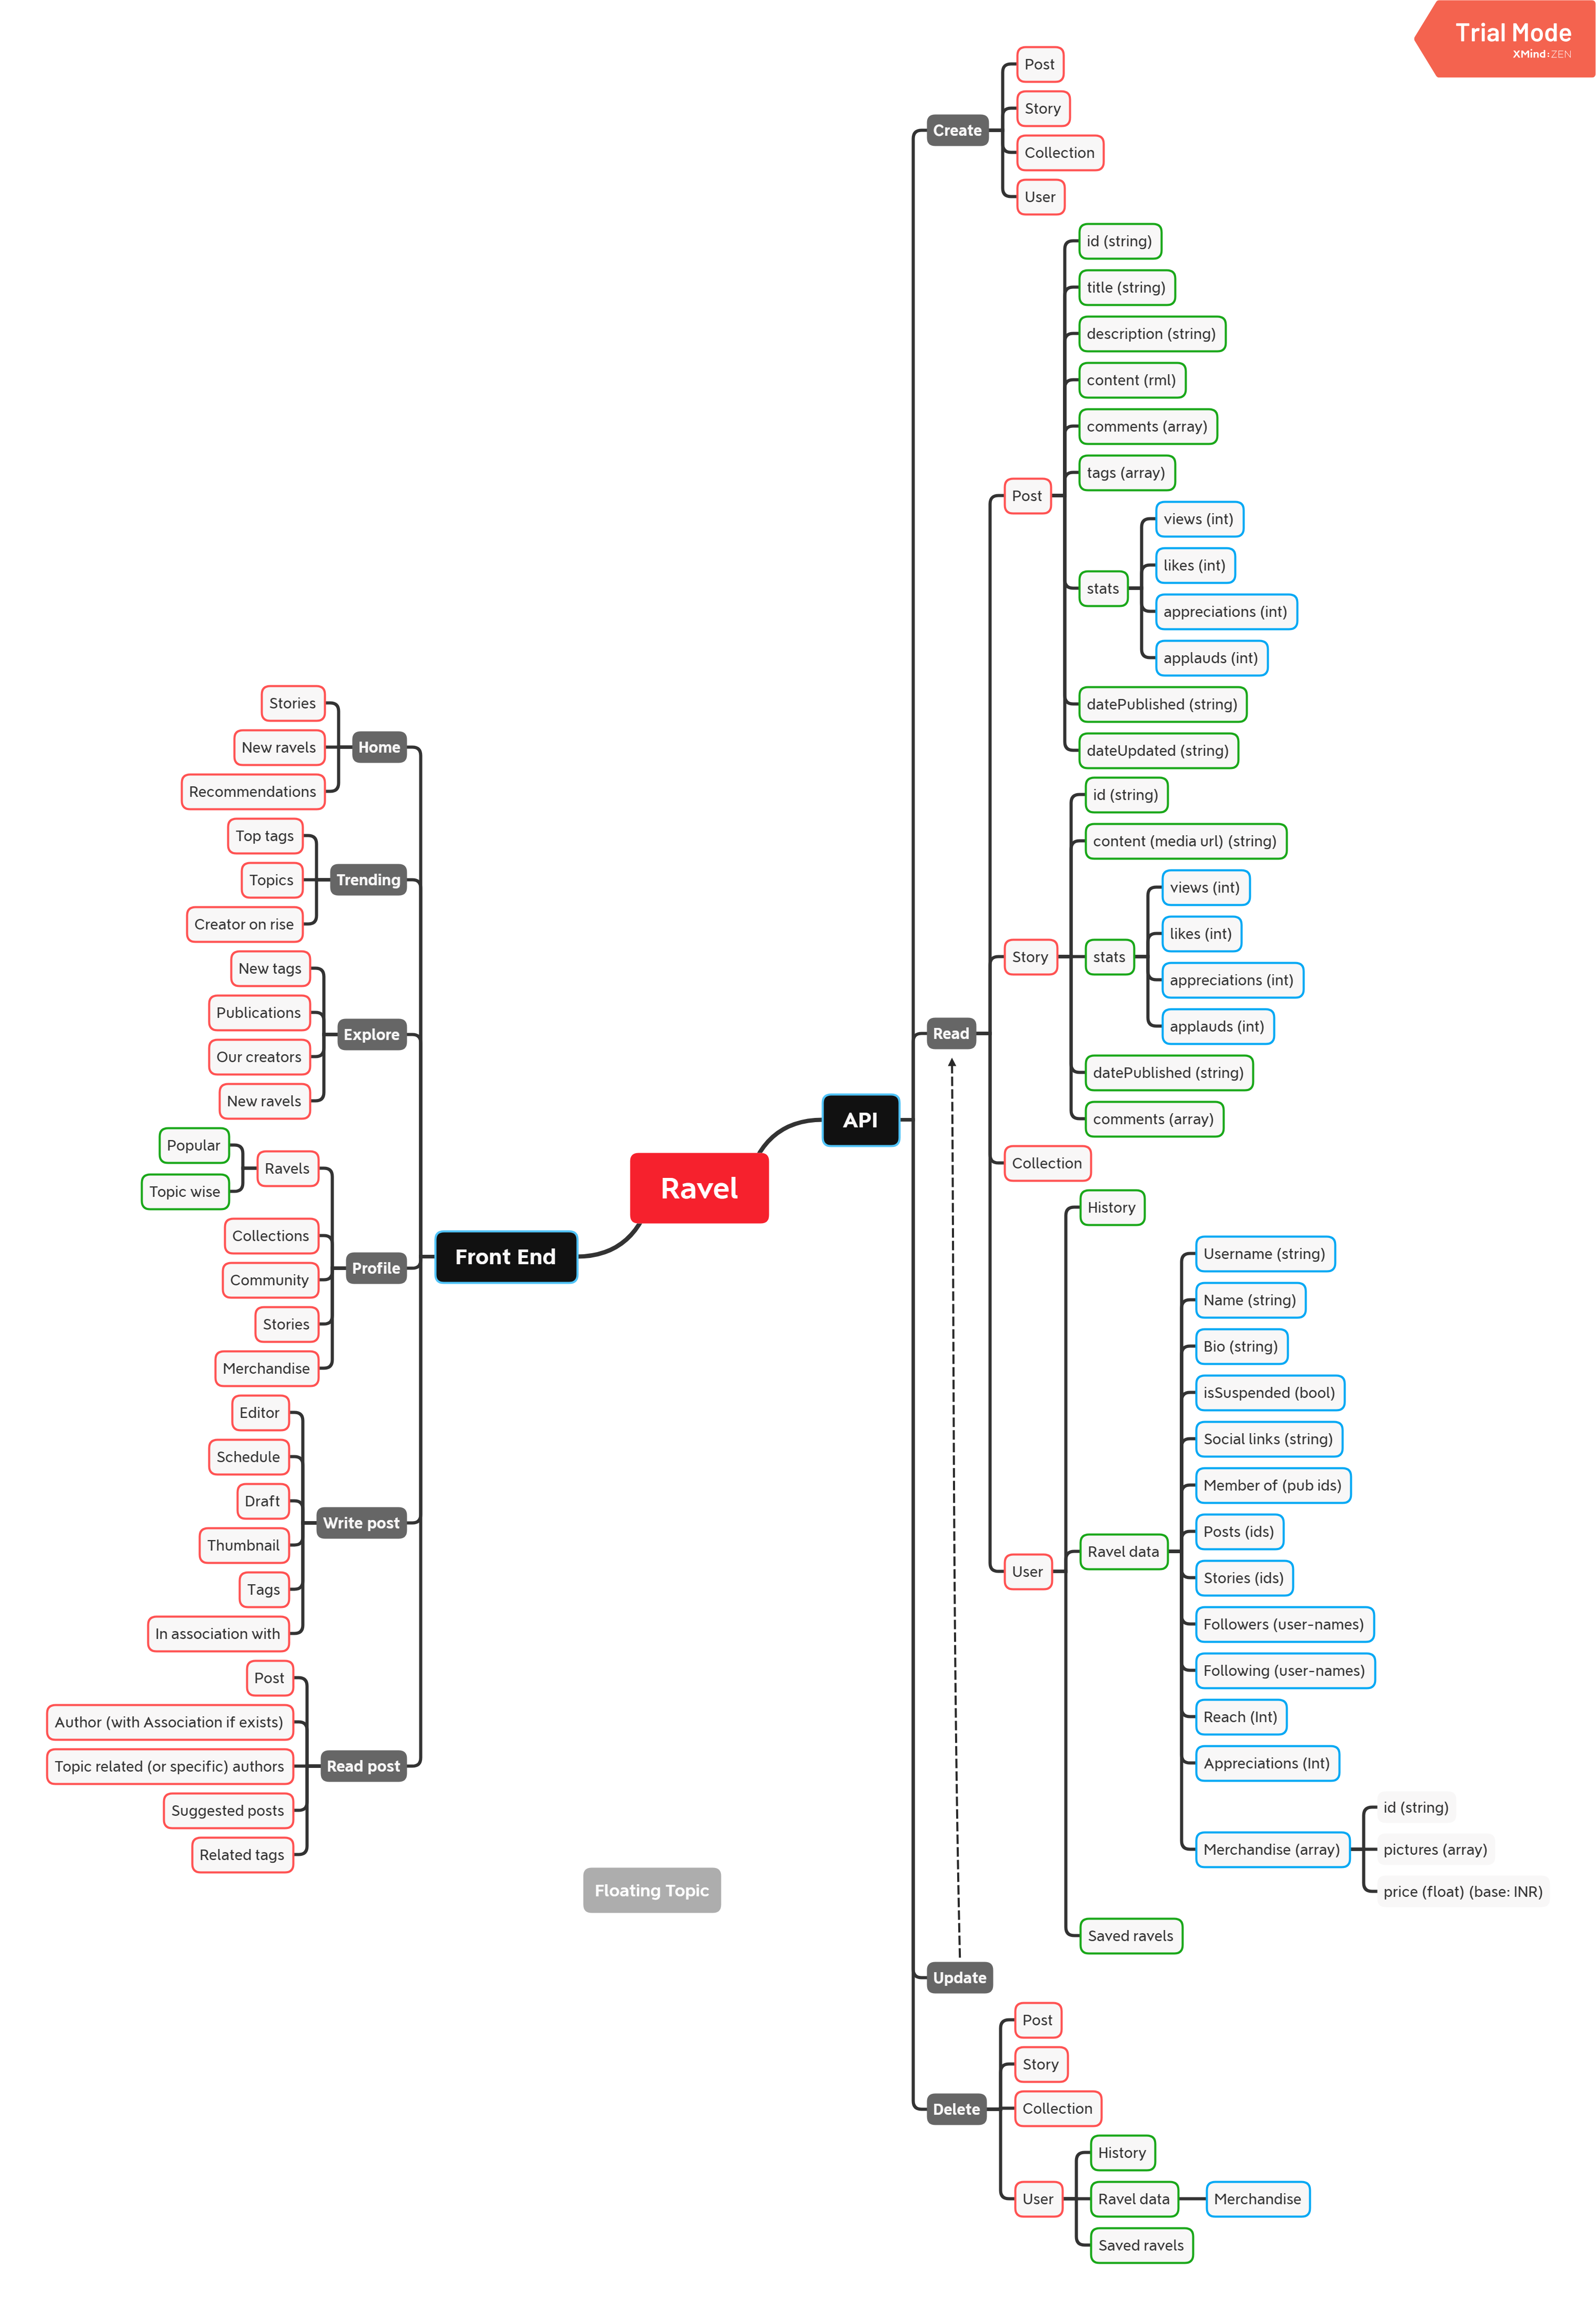 Trial Mode
XMind:ZEN
Ravel
API
Create
Post
Story
Collection
User
Read
Post
id (string)
title (string)
description (string)
content (rml)
comments (array)
tags (array)
stats
views (int)
likes (int)
appreciations (int)
applauds (int)
datePublished (string)
dateUpdated (string)
Story
id (string)
content (media url) (string)
stats
views (int)
likes (int)
appreciations (int)
applauds (int)
datePublished (string)
comments (array)
Collection
User
History
Ravel data
Username (string)
Name (string)
Bio (string)
isSuspended (bool)
Social links (string)
Member of (pub ids)
Posts (ids)
Stories (ids)
Followers (user-names)
Following (user-names)
Reach (Int)
Appreciations (Int)
Merchandise (array)
id (string)
pictures (array)
price (float) (base: INR)
Saved ravels
Update
Delete
Post
Story
Collection
User
History
Ravel data
Merchandise
Saved ravels
Front End
Home
Stories
New ravels
Recommendations
Trending
Top tags
Topics
Creator on rise
Explore
New tags
Publications
Our creators
New ravels
Profile
Ravels
Popular
Topic wise
Collections
Community
Stories
Merchandise
Write post
Editor
Schedule
Draft
Thumbnail
Tags
In association with
Read post
Post
Author (with Association if exists)
Topic related (or specific) authors
Suggested posts
Related tags
Floating Topic